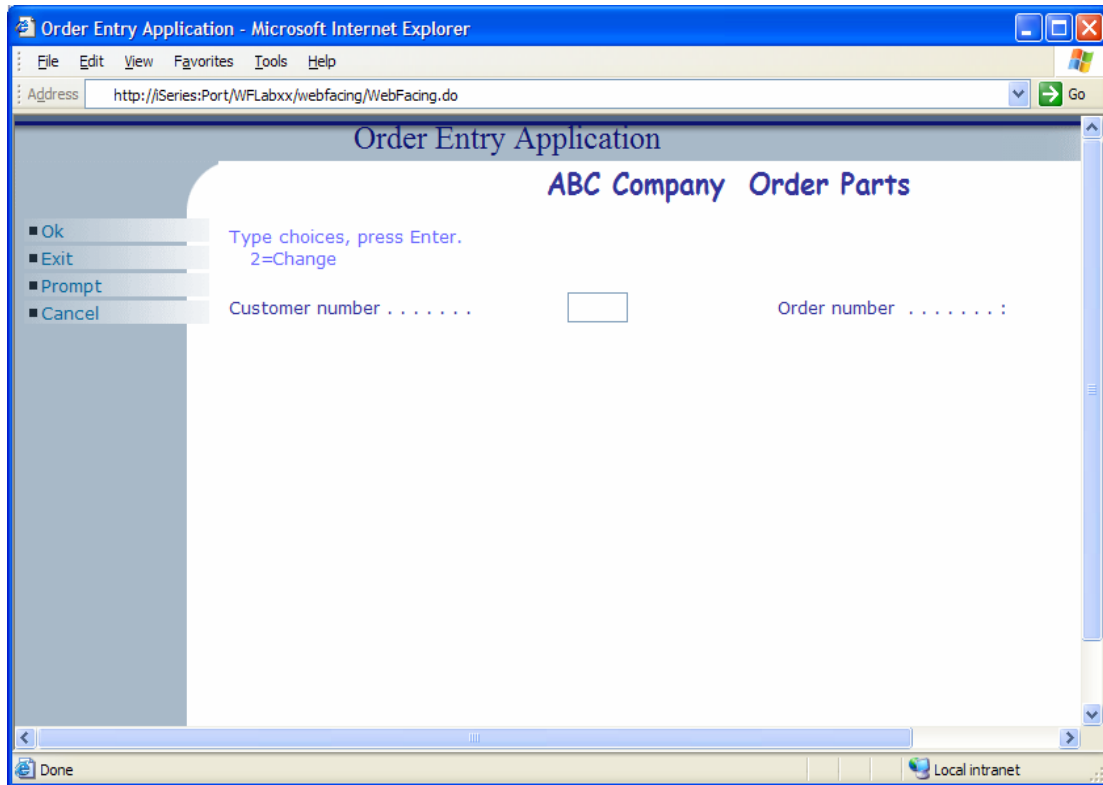 Order Entry Application - Microsoft Internet Explorer
File Edit View Favorites Tools Help
Address http://iSeries:Port/WFLabxx/webfacing/WebFacing.do Go
Order Entry Application
ABC Company Order Parts
Ok
Exit
Prompt
Cancel
Type choices, press Enter.
2=Change
Customer number . . . . . . . Order number . . . . . . . :
Done Local intranet